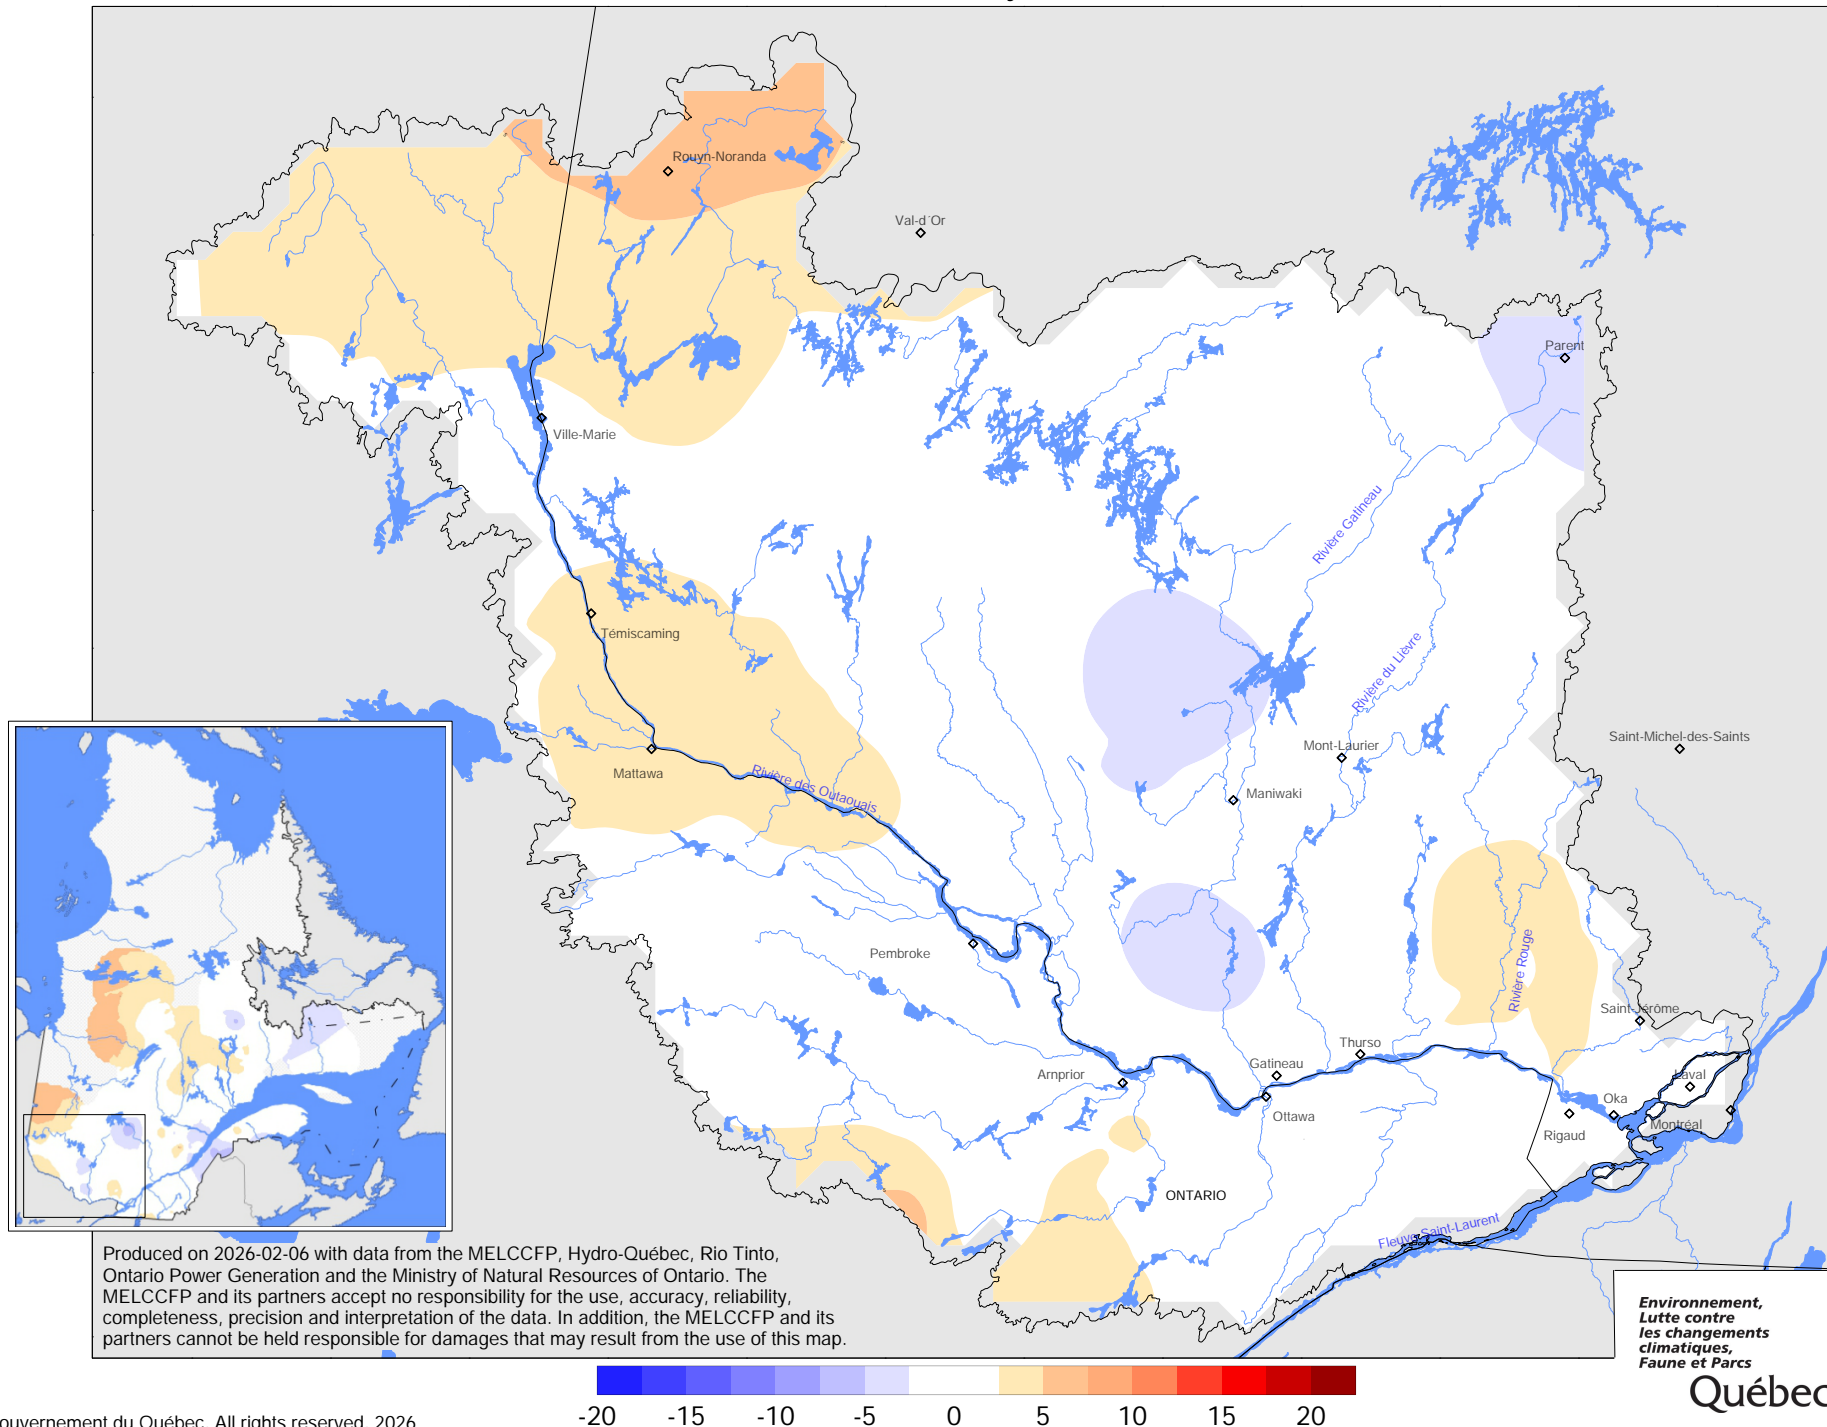 Rouyn-Noranda
Val-d´Or
Parent
Ville-Marie
Rivière Gatineau
Témiscaming
Rivière du Lièvre
Saint-Michel-des-Saints
Mont-Laurier
Mattawa
Rivière des Outaouais
Maniwaki
Pembroke
Rivière Rouge
Saint-Jérôme
Thurso
Gatineau
Arnprior
Laval
Oka
Ottawa
Montréal
Rigaud
ONTARIO
Fleuve Saint-Laurent
Produced on 2026-02-06 with data from the MELCCFP, Hydro-Québec, Rio Tinto,
Ontario Power Generation and the Ministry of Natural Resources of Ontario. The
MELCCFP and its partners accept no responsibility for the use, accuracy, reliability,
completeness, precision and interpretation of the data. In addition, the MELCCFP and its
partners cannot be held responsible for damages that may result from the use of this map.
Environnement,
Lutte contre
les changements
climatiques,
Faune et Parcs
Québec
-20 -15 -10 -5 0 5 10 15 20
ouvernement du Québec. All rights reserved, 2026